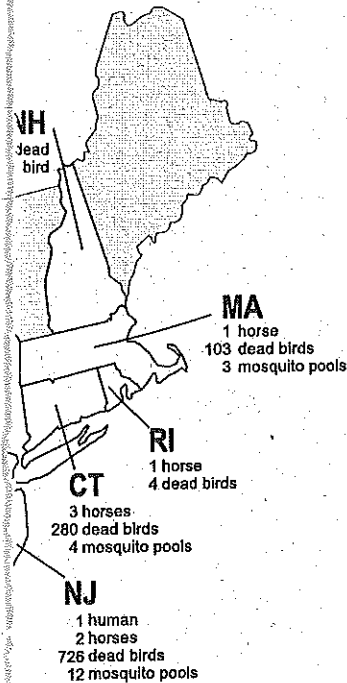 NH
dead
bird
MA
1 horse
103 dead birds
3 mosquito pools
RI
1 horse
4 dead birds
CT
3 horses
280 dead birds
4 mosquito pools
NJ
1 human
2 horses
726 dead birds
12 mosquito pools